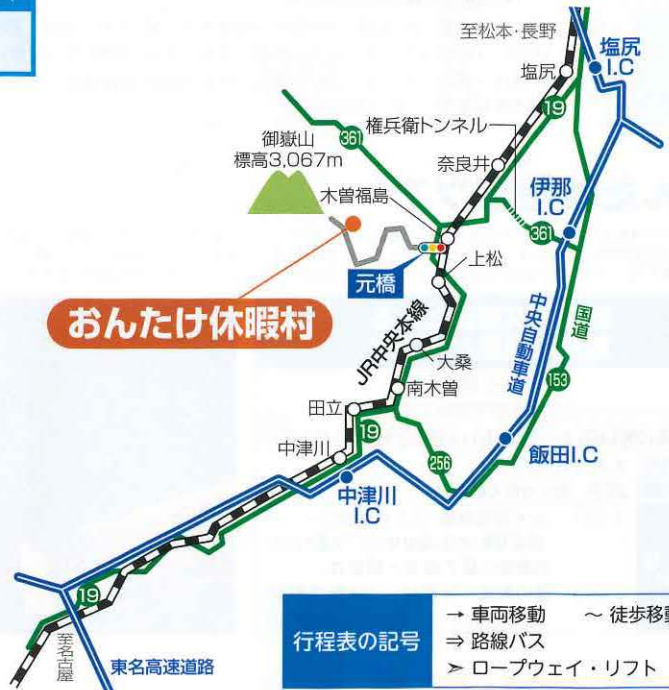 至松本・長野
塩尻
塩尻
I.C
19
権兵衛トンネル
361
御嶽山
標高3,067m
奈良井
木曽福島
伊那
I.C
361
元橋
上松
おんたけ休暇村
JR中央本線
中央自動車道
国道
大桑
153
南木曽
田立
19
中津川
256
飯田I.C
中津川
I.C
19
至名古屋
東名高速道路
行程表の記号
→ 車両移動 ～ 徒歩移動
⇒ 路線バス
➢ ロープウェイ・リフト